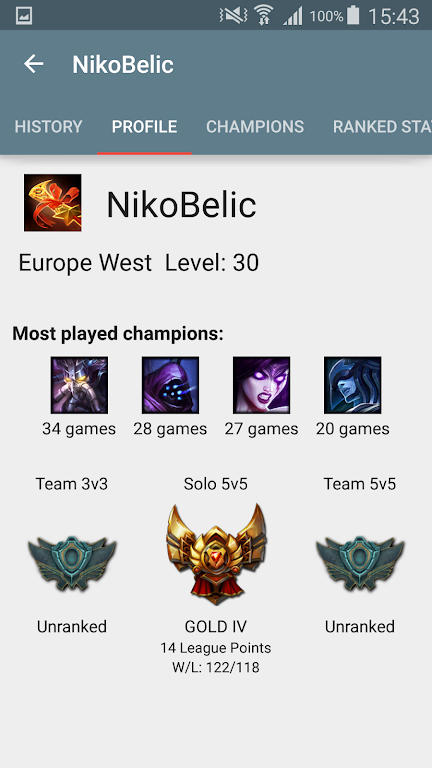 100% 15:43
NikoBelic
HISTORY PROFILE CHAMPIONS RANKED STA
NikoBelic
Europe West Level: 30
Most played champions:
34 games 28 games 27 games 20 games
Team 3v3 Solo 5v5 Team 5v5
Unranked GOLD IV Unranked
14 League Points
W/L: 122/118